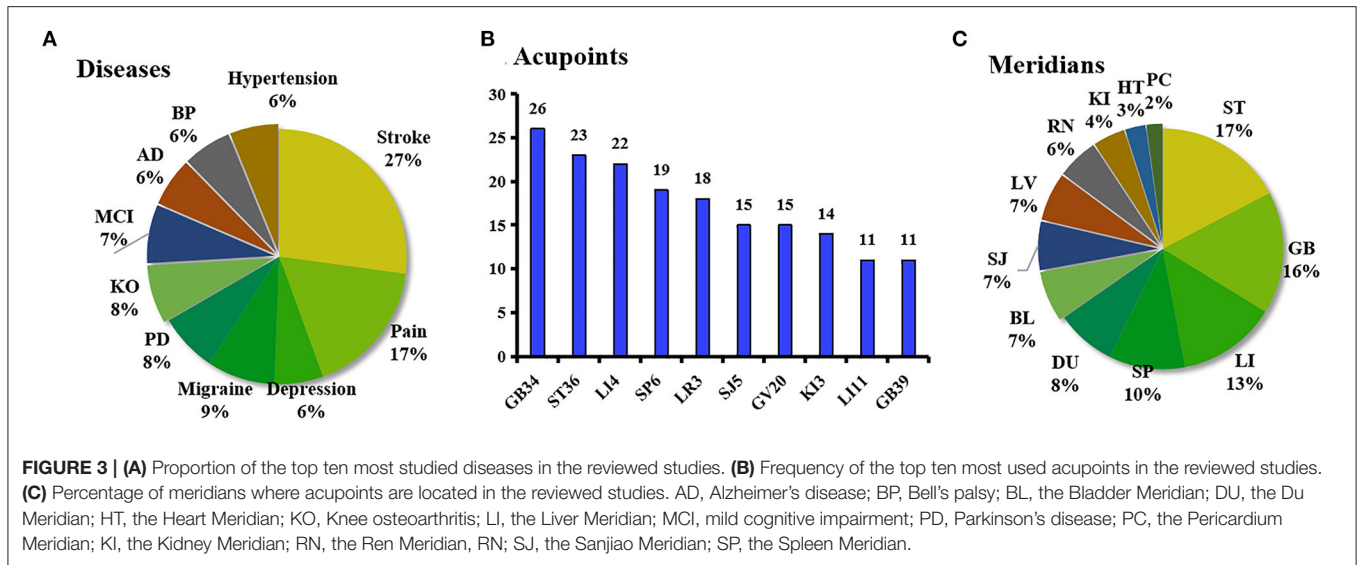 A
Diseases
Hypertension
6%
BP
6%
AD
6%
MCI
7%
KO
8%
PD
8%
Migraine
9%
Depression
6%
Pain
17%
Stroke
27%
B
. Acupoints
30
25
20
15
10
5
0
26
23
22
19
18
15
15
14
11
11
GB34
ST36
LI4
SP6
LR3
SJ5
GV20
KI3
LI11
GB39
C
Meridians
PC
2%
HT
3%
KI
4%
RN
6%
LV
7%
SJ
7%
BL
7%
DU
8%
SP
10%
LI
13%
GB
16%
ST
17%
FIGURE 3 | (A) Proportion of the top ten most studied diseases in the reviewed studies. (B) Frequency of the top ten most used acupoints in the reviewed studies.
(C) Percentage of meridians where acupoints are located in the reviewed studies. AD, Alzheimer's disease; BP, Bell's palsy; BL, the Bladder Meridian; DU, the Du
Meridian; HT, the Heart Meridian; KO, Knee osteoarthritis; LI, the Liver Meridian; MCI, mild cognitive impairment; PD, Parkinson's disease; PC, the Pericardium
Meridian; KI, the Kidney Meridian; RN, the Ren Meridian, RN; SJ, the Sanjiao Meridian; SP, the Spleen Meridian.